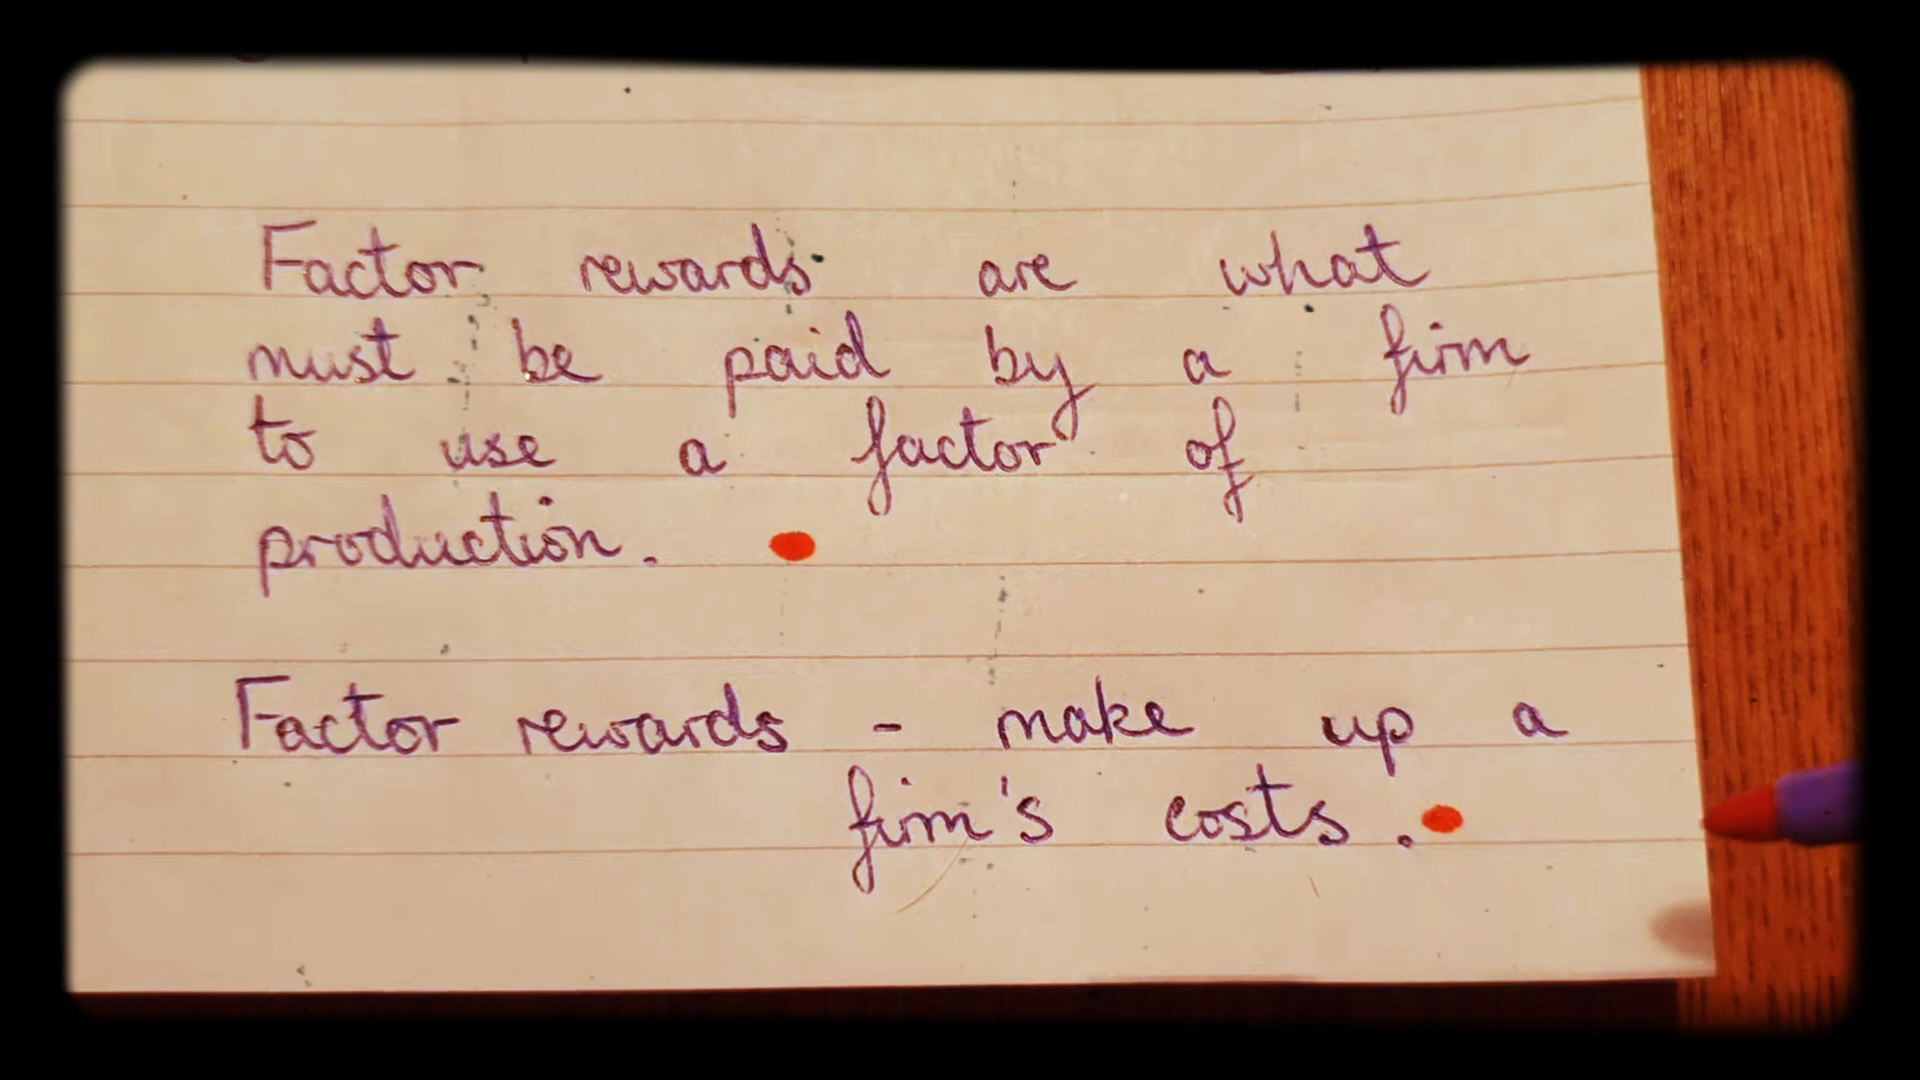 Factor rewards are what
must be paid by a firm
to use a factor of
production.
Factor rewards - make up a
firm's costs.